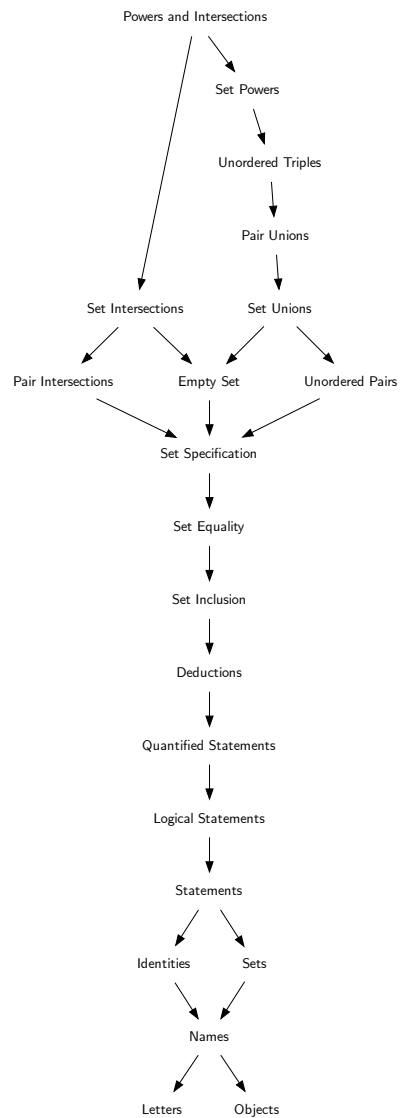 Powers and Intersections
Set Powers
Unordered Triples
Pair Unions
Set Intersections
Set Unions
Pair Intersections
Empty Set
Unordered Pairs
Set Specification
Set Equality
Set Inclusion
Deductions
Quantified Statements
Logical Statements
Statements
Identities
Sets
Names
Letters
Objects